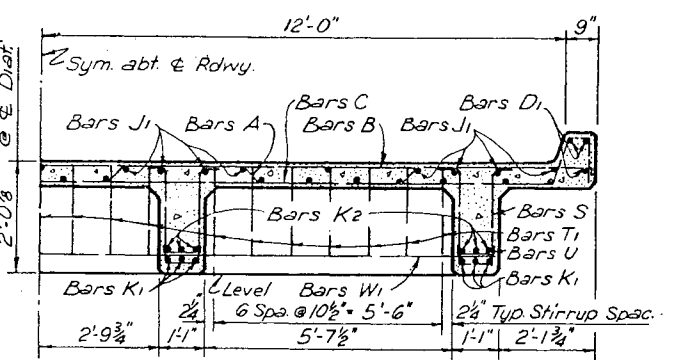 12'-0"
9"
Sym. abt. ℄ Rdwy.
@ ℄ Diat.
Bars C
Bars D1
Bars J1
Bars A
Bars B
Bars J1
2'-0⅛
Bars K2
Bars S
Bars T1
Bars U
Bars K1
Level
Bars W1
Bars K1
2¼"
6 Spa. @ 10½" = 5'-6"
2¼" Typ. Stirrup Spac.
2'-9¾"
1'-1"
5'-7½"
1'-1"
2'-1¾"